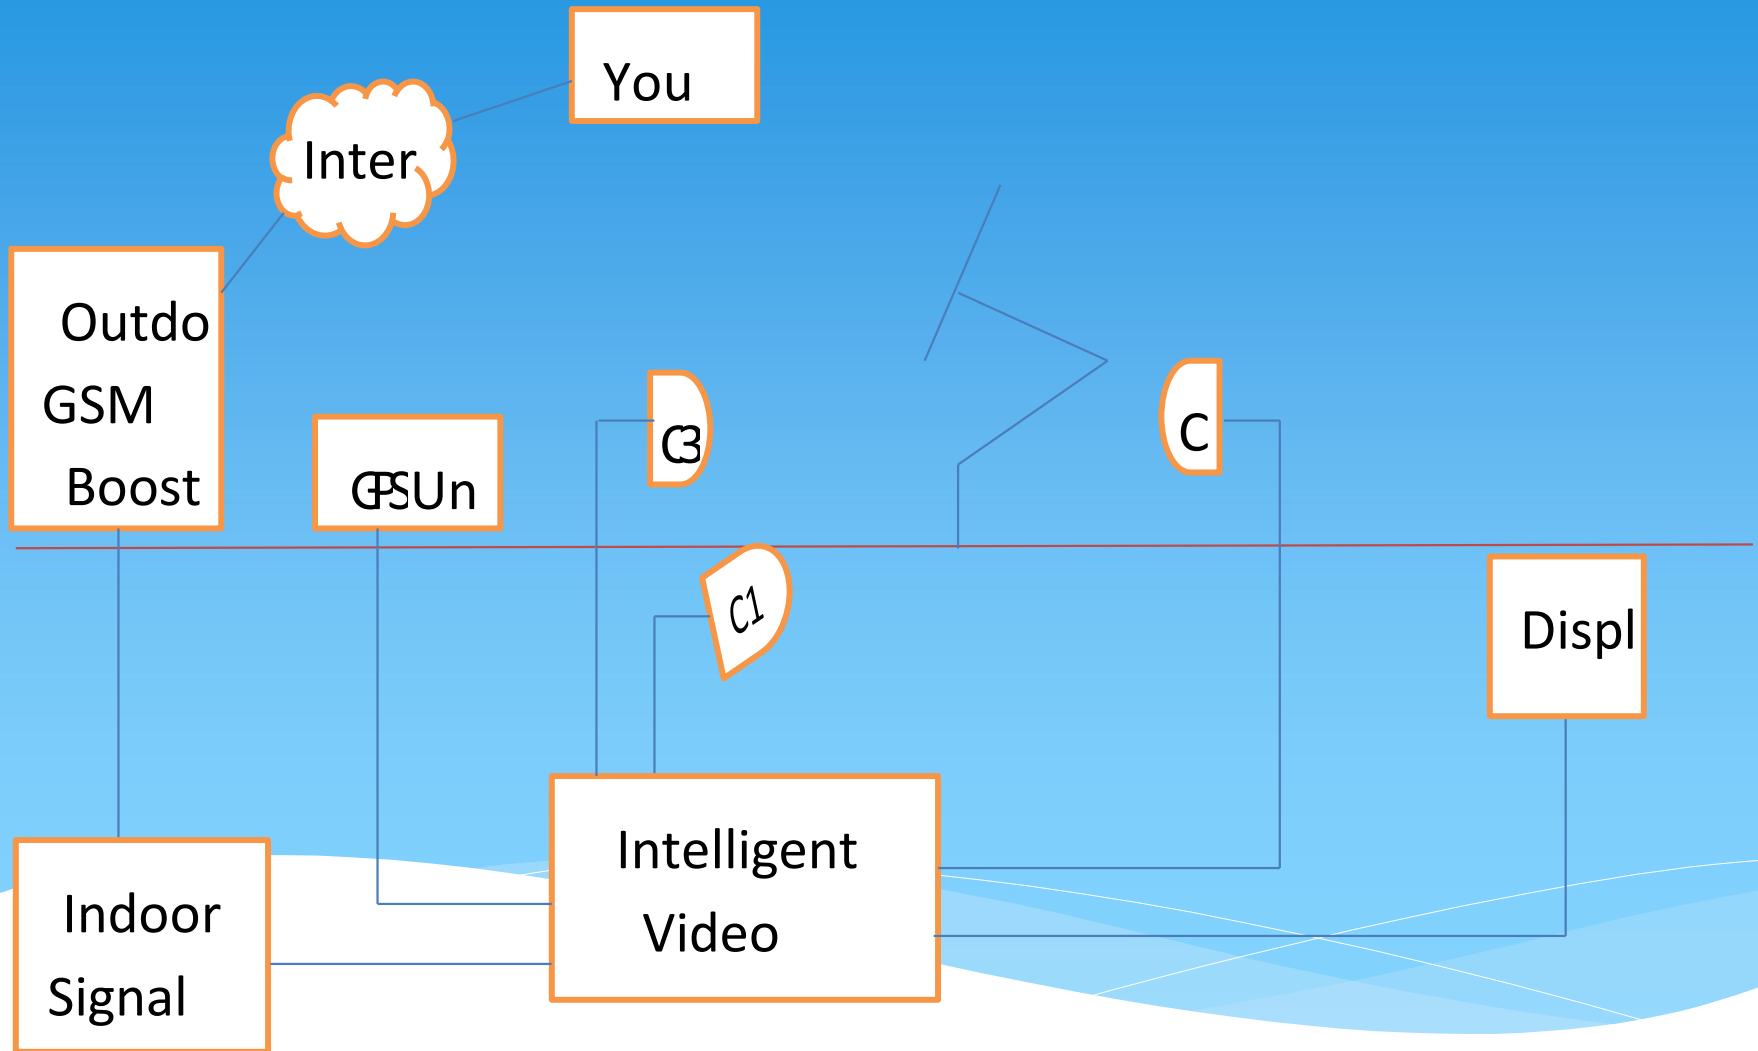 You
Inter
Outdo
GSM
Boost
GPSUn
C3
C
C1
Displ
Intelligent
Video
Indoor
Signal